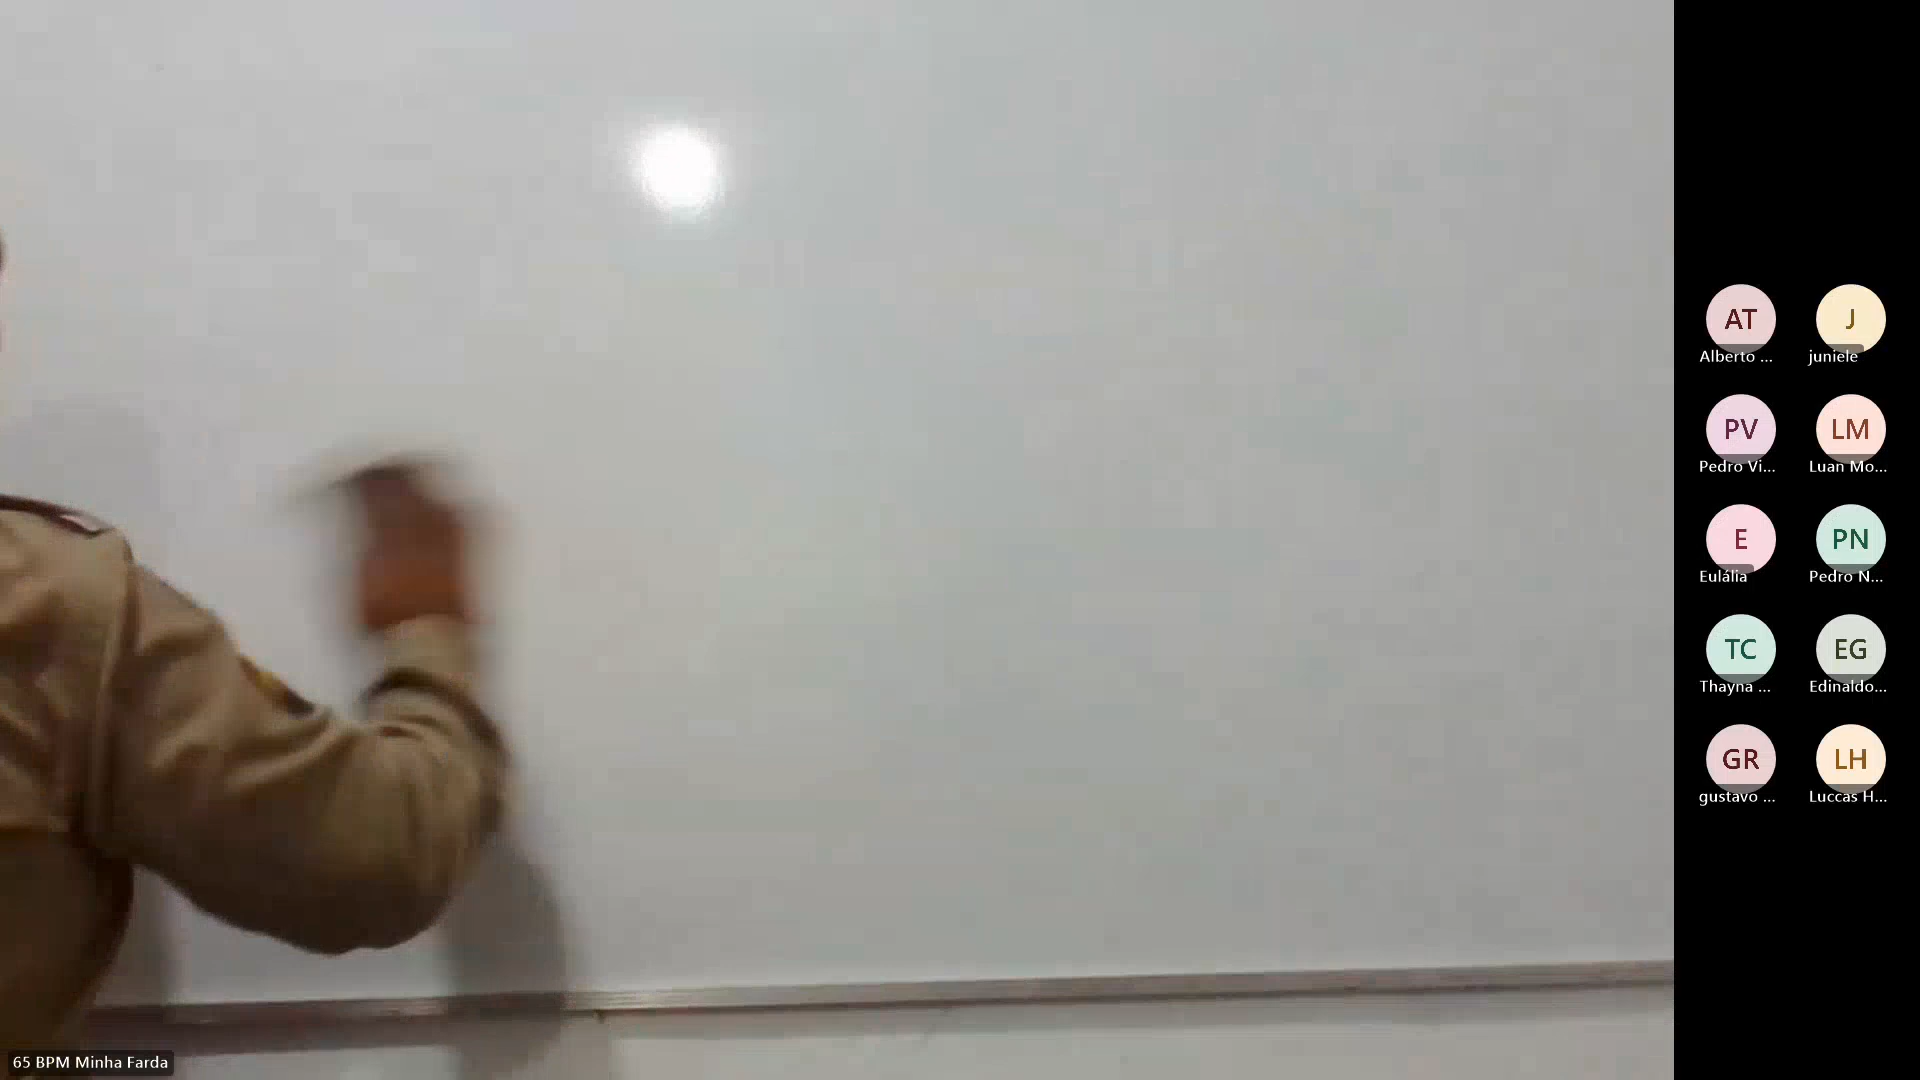 AT
J
Alberto ...
juniele
PV
LM
Pedro Vi...
Luan Mo...
E
PN
Eulália
Pedro N...
TC
EG
Thayna ...
Edinaldo...
GR
LH
gustavo ...
Luccas H...
65 BPM Minha Farda